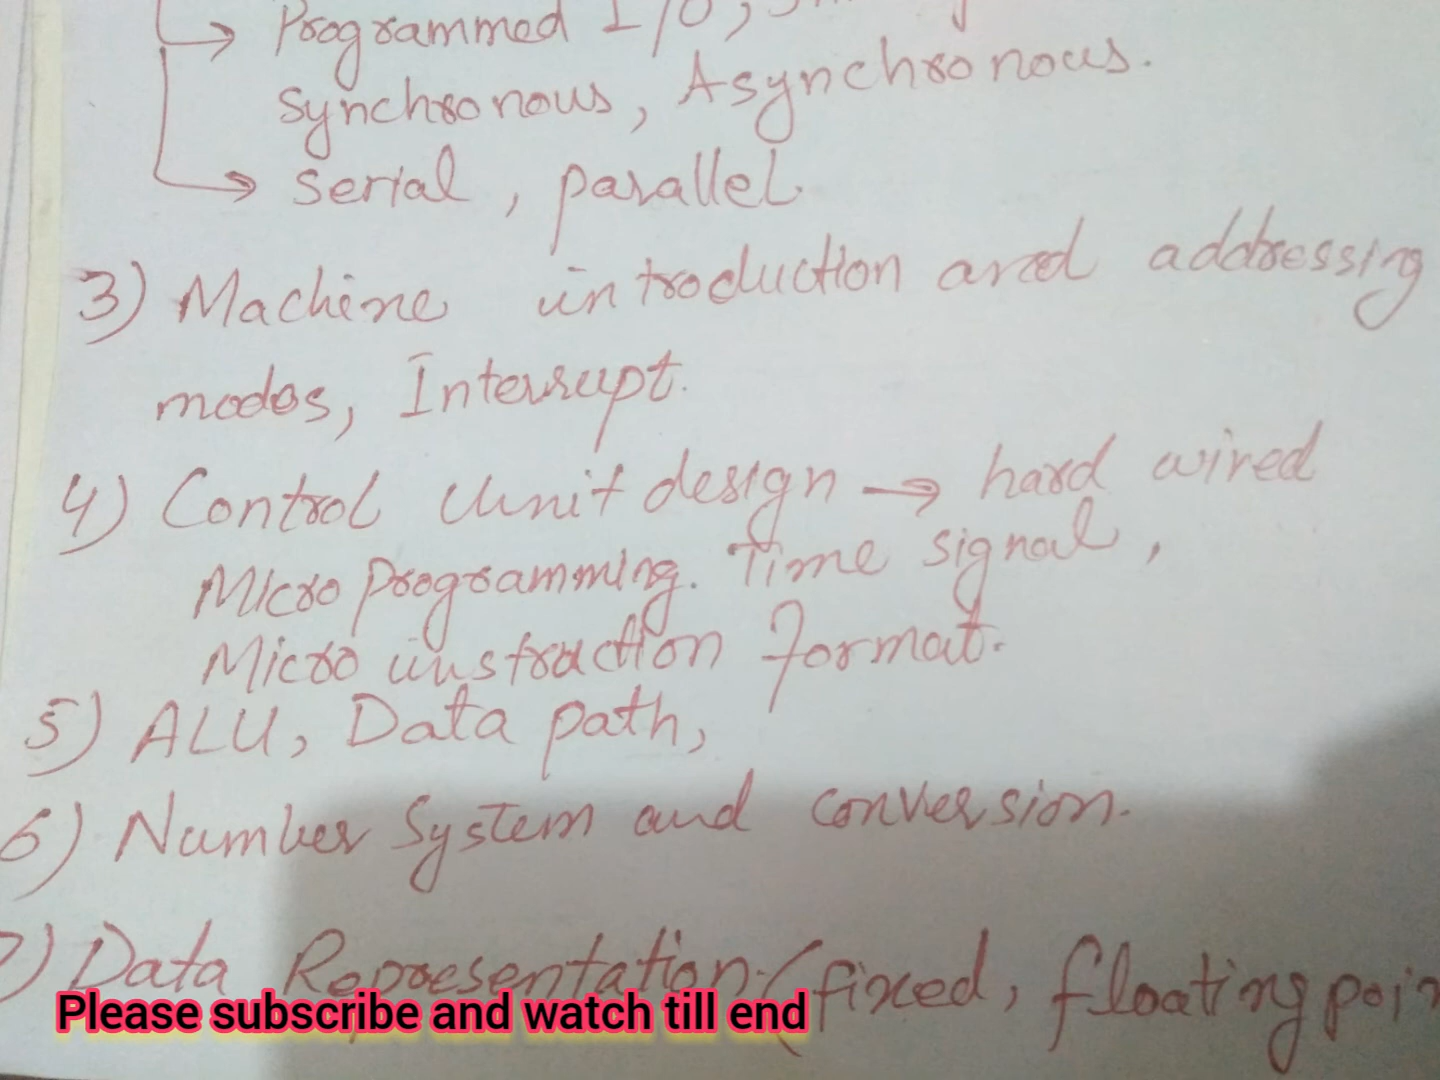 → Programmed I/O,
Synchronous, Asynchronous.
→ Serial, parallel
3) Machine introduction and addressing
modes, Interrupt.
4) Control Unit design → hard wired
Micro Programming. Time signal,
Micro instruction Format.
5) ALU, Data path,
6) Number System and conversion.
7) Data Representation. (fixed, floating poin
Please subscribe and watch till end